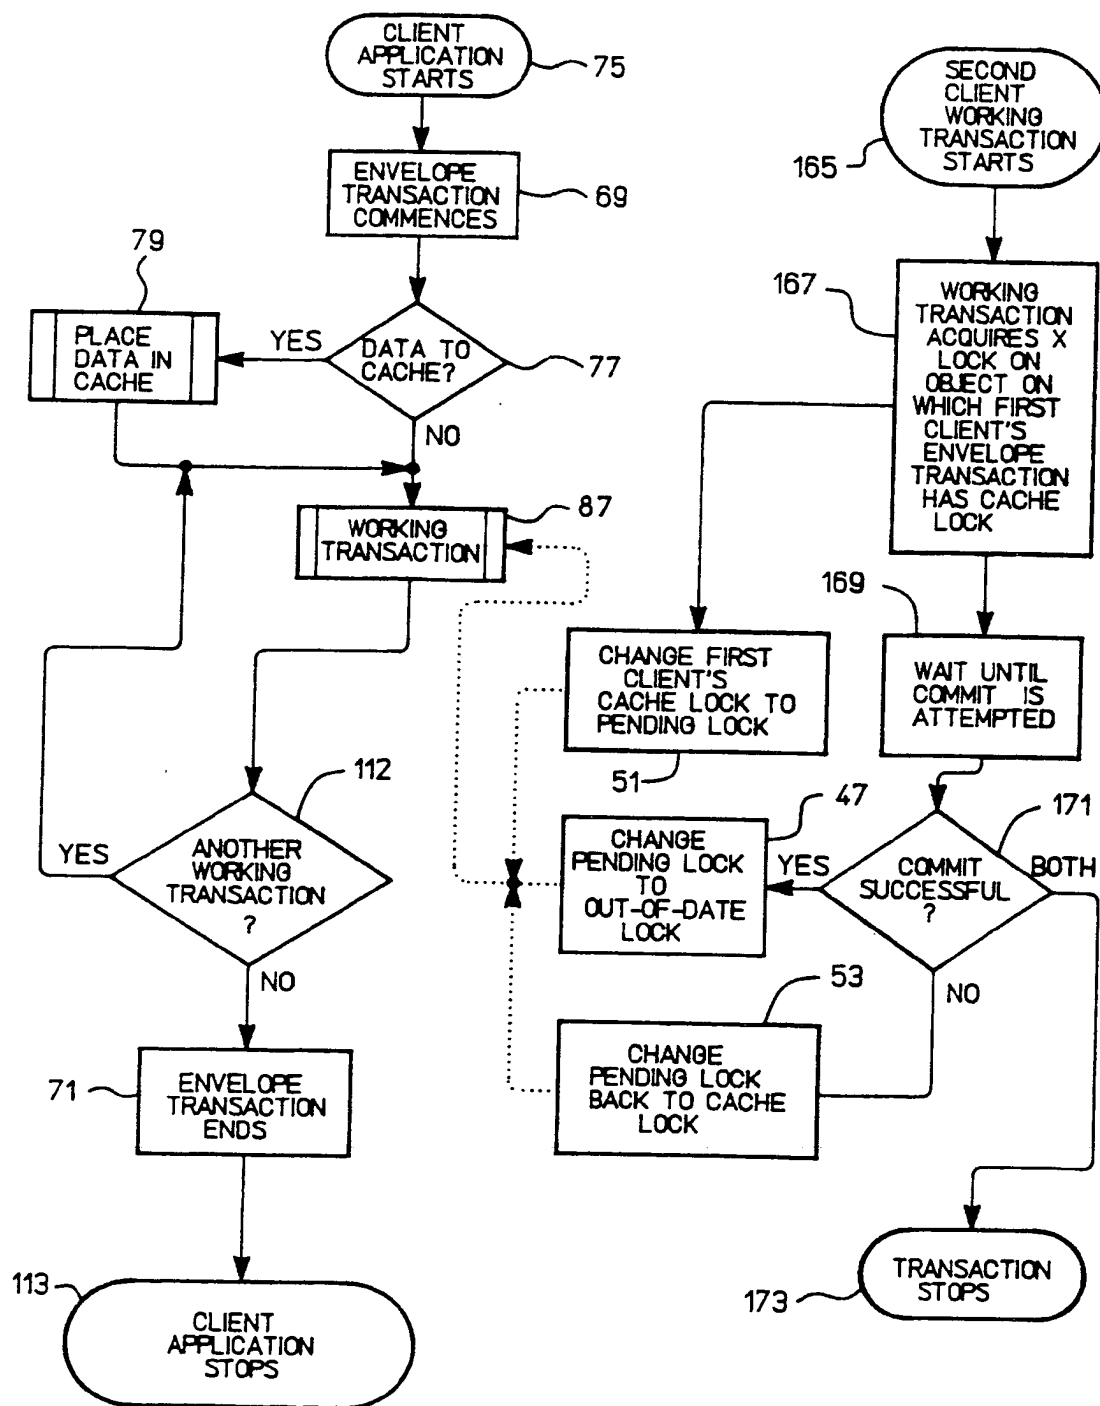 CLIENT
APPLICATION
STARTS
75
ENVELOPE
TRANSACTION
COMMENCES
69
79
PLACE
DATA IN
CACHE
YES
DATA TO
CACHE?
77
NO
WORKING
TRANSACTION
87
112
YES
ANOTHER
WORKING
TRANSACTION
?
NO
71
ENVELOPE
TRANSACTION
ENDS
113
CLIENT
APPLICATION
STOPS
SECOND
CLIENT
WORKING
TRANSACTION
STARTS
165
167
WORKING
TRANSACTION
ACQUIRES X
LOCK ON
OBJECT ON
WHICH FIRST
CLIENT'S
ENVELOPE
TRANSACTION
HAS CACHE
LOCK
169
WAIT UNTIL
COMMIT IS
ATTEMPTED
CHANGE FIRST
CLIENT'S
CACHE LOCK TO
PENDING LOCK
51
47
CHANGE
PENDING LOCK
TO
OUT-OF-DATE
LOCK
YES
171
COMMIT
SUCCESSFUL
?
BOTH
NO
53
CHANGE
PENDING LOCK
BACK TO CACHE
LOCK
173
TRANSACTION
STOPS